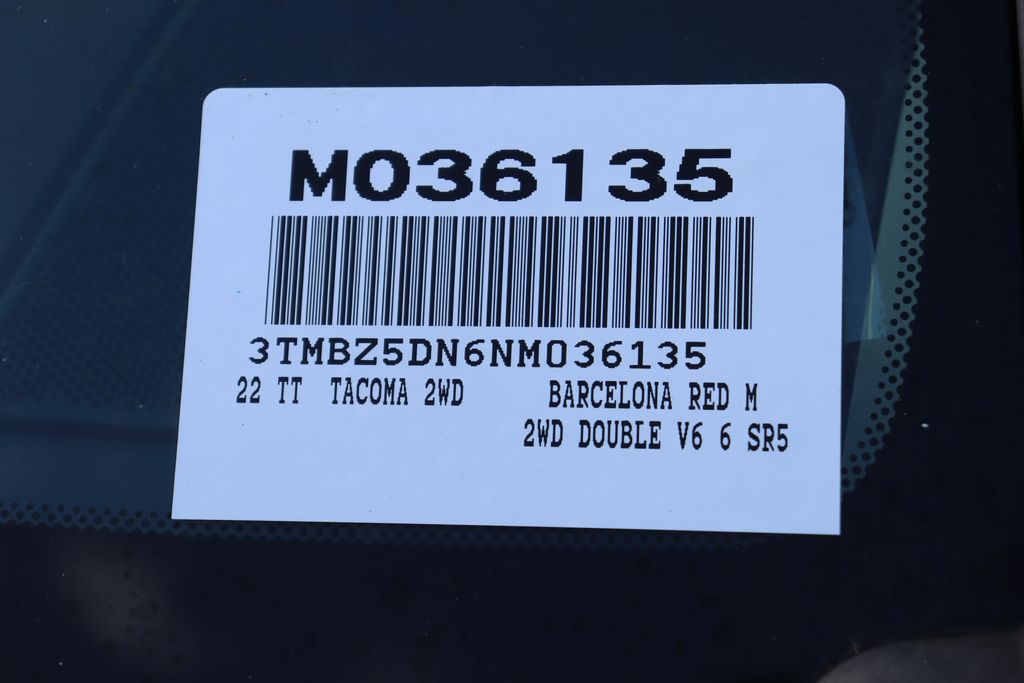 M036135
3TMBZ5DN6NM036135
22 TT TACOMA 2WD BARCELONA RED M
2WD DOUBLE V6 6 SR5